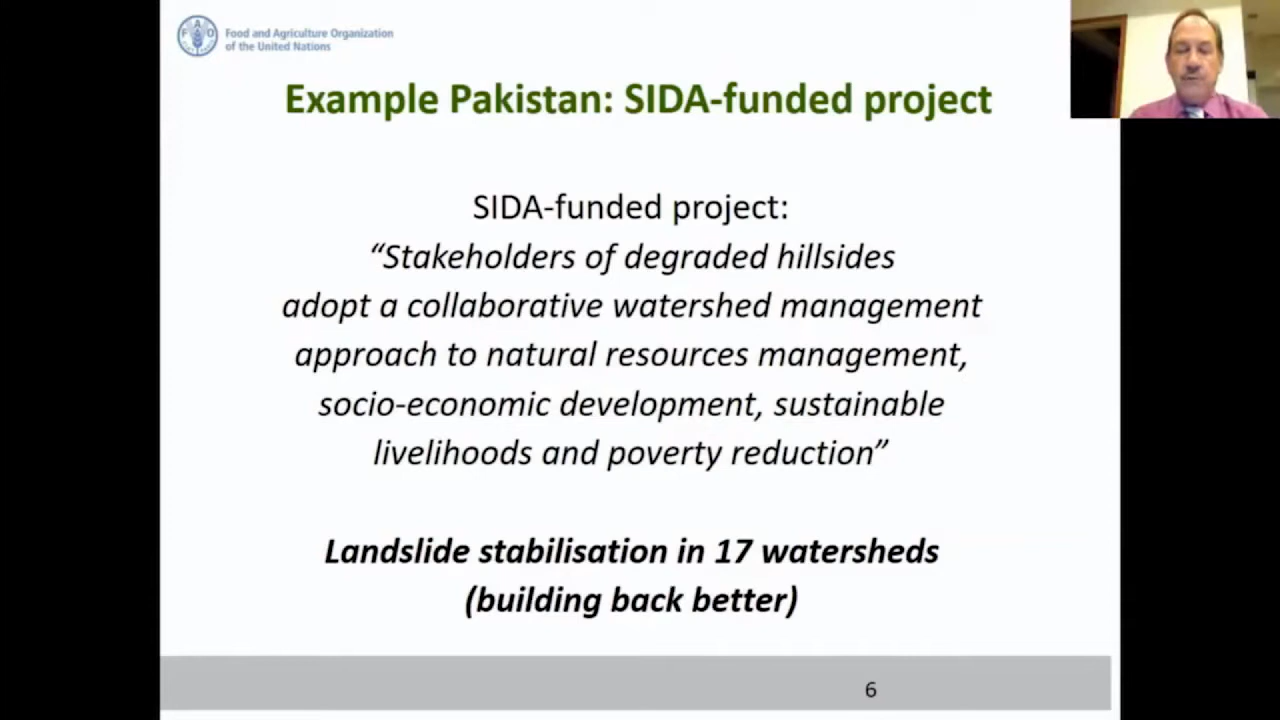 Food and Agriculture Organization
of the United Nations
Example Pakistan: SIDA-funded project
SIDA-funded project:
“Stakeholders of degraded hillsides
adopt a collaborative watershed management
approach to natural resources management,
socio-economic development, sustainable
livelihoods and poverty reduction”
Landslide stabilisation in 17 watersheds
(building back better)
6